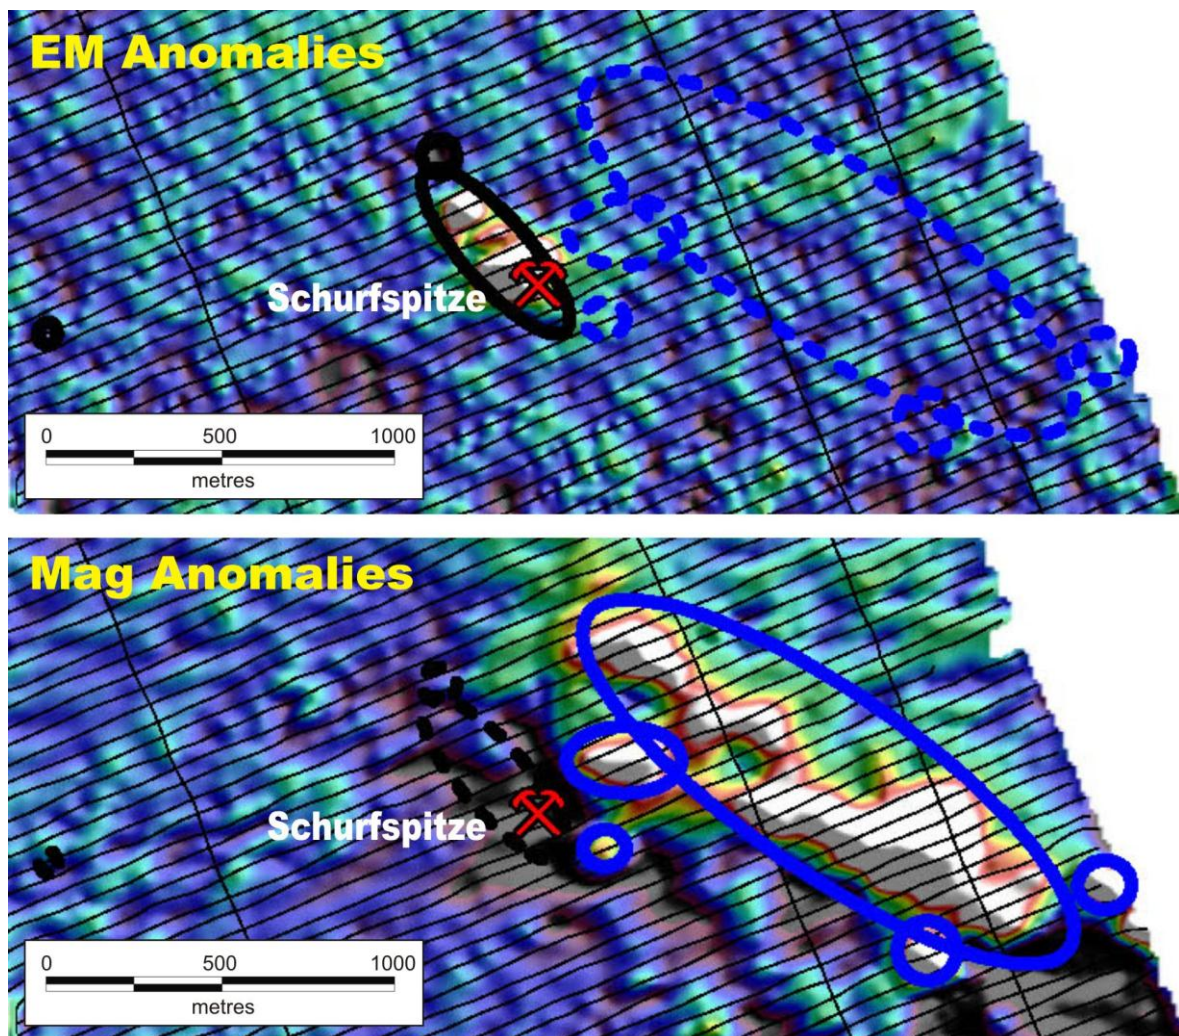 EM Anomalies
Schurfspitze
0 500 1000
metres
Mag Anomalies
Schurfspitze
0 500 1000
metres